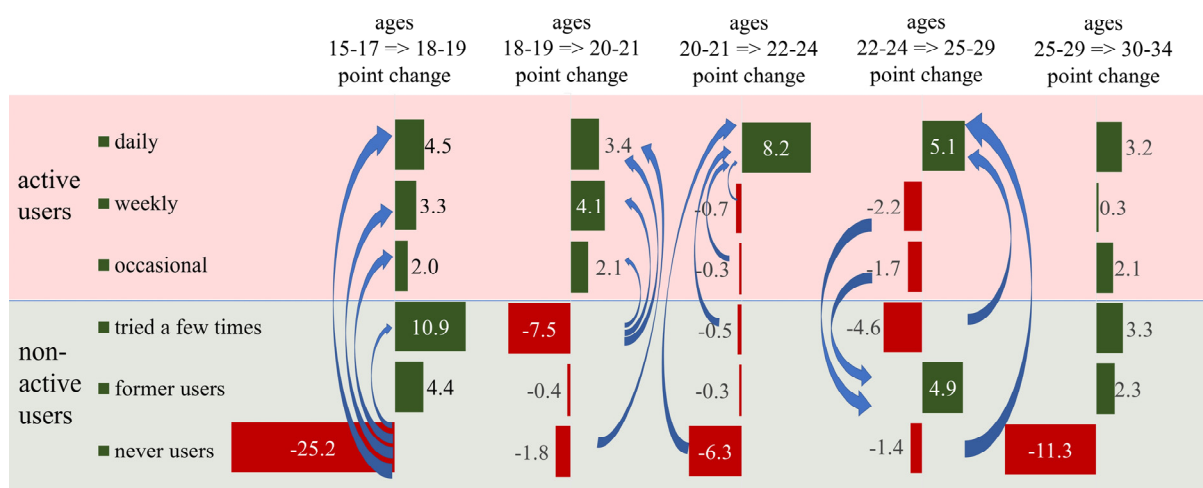 ages ages ages ages ages
15-17 => 18-19 18-19 => 20-21 20-21 => 22-24 22-24 => 25-29 25-29 => 30-34
point change point change point change point change point change
active
users
daily 4.5 3.4 8.2 5.1 3.2
weekly 3.3 4.1 -0.7 -2.2 0.3
occasional 2.0 2.1 -0.3 -1.7 2.1
non-
active
users
tried a few times 10.9 -7.5 -0.5 -4.6 3.3
former users 4.4 -0.4 -0.3 4.9 2.3
never users -25.2 -1.8 -6.3 -1.4 -11.3